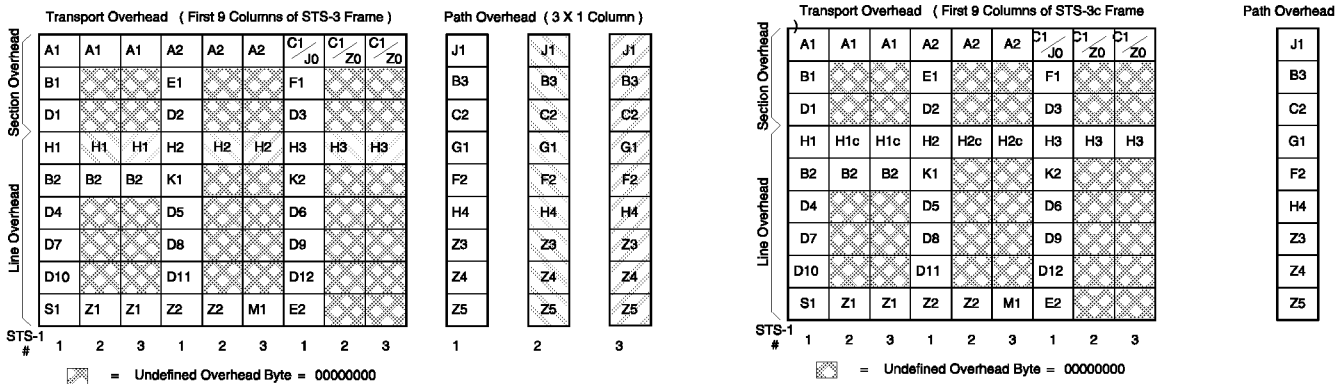 Transport Overhead ( First 9 Columns of STS-3 Frame )
Path Overhead ( 3 X 1 Column )
Section Overhead
Line Overhead
A1 A1 A1 A2 A2 A2 C1/J0 C1/Z0 C1/Z0
B1 E1 F1
D1 D2 D3
H1 H1 H1 H2 H2 H2 H3 H3 H3
B2 B2 B2 K1 K2
D4 D5 D6
D7 D8 D9
D10 D11 D12
S1 Z1 Z1 Z2 Z2 M1 E2
STS-1 # 1 2 3 1 2 3 1 2 3
J1 J1 J1
B3 B3 B3
C2 C2 C2
G1 G1 G1
F2 F2 F2
H4 H4 H4
Z3 Z3 Z3
Z4 Z4 Z4
Z5 Z5 Z5
1 2 3
= Undefined Overhead Byte = 00000000
Transport Overhead ( First 9 Columns of STS-3c Frame
)
Path Overhead
Section Overhead
Line Overhead
A1 A1 A1 A2 A2 A2 C1/J0 C1/Z0 C1/Z0
B1 E1 F1
D1 D2 D3
H1 H1c H1c H2 H2c H2c H3 H3 H3
B2 B2 B2 K1 K2
D4 D5 D6
D7 D8 D9
D10 D11 D12
S1 Z1 Z1 Z2 Z2 M1 E2
STS-1 # 1 2 3 1 2 3 1 2 3
J1
B3
C2
G1
F2
H4
Z3
Z4
Z5
= Undefined Overhead Byte = 00000000